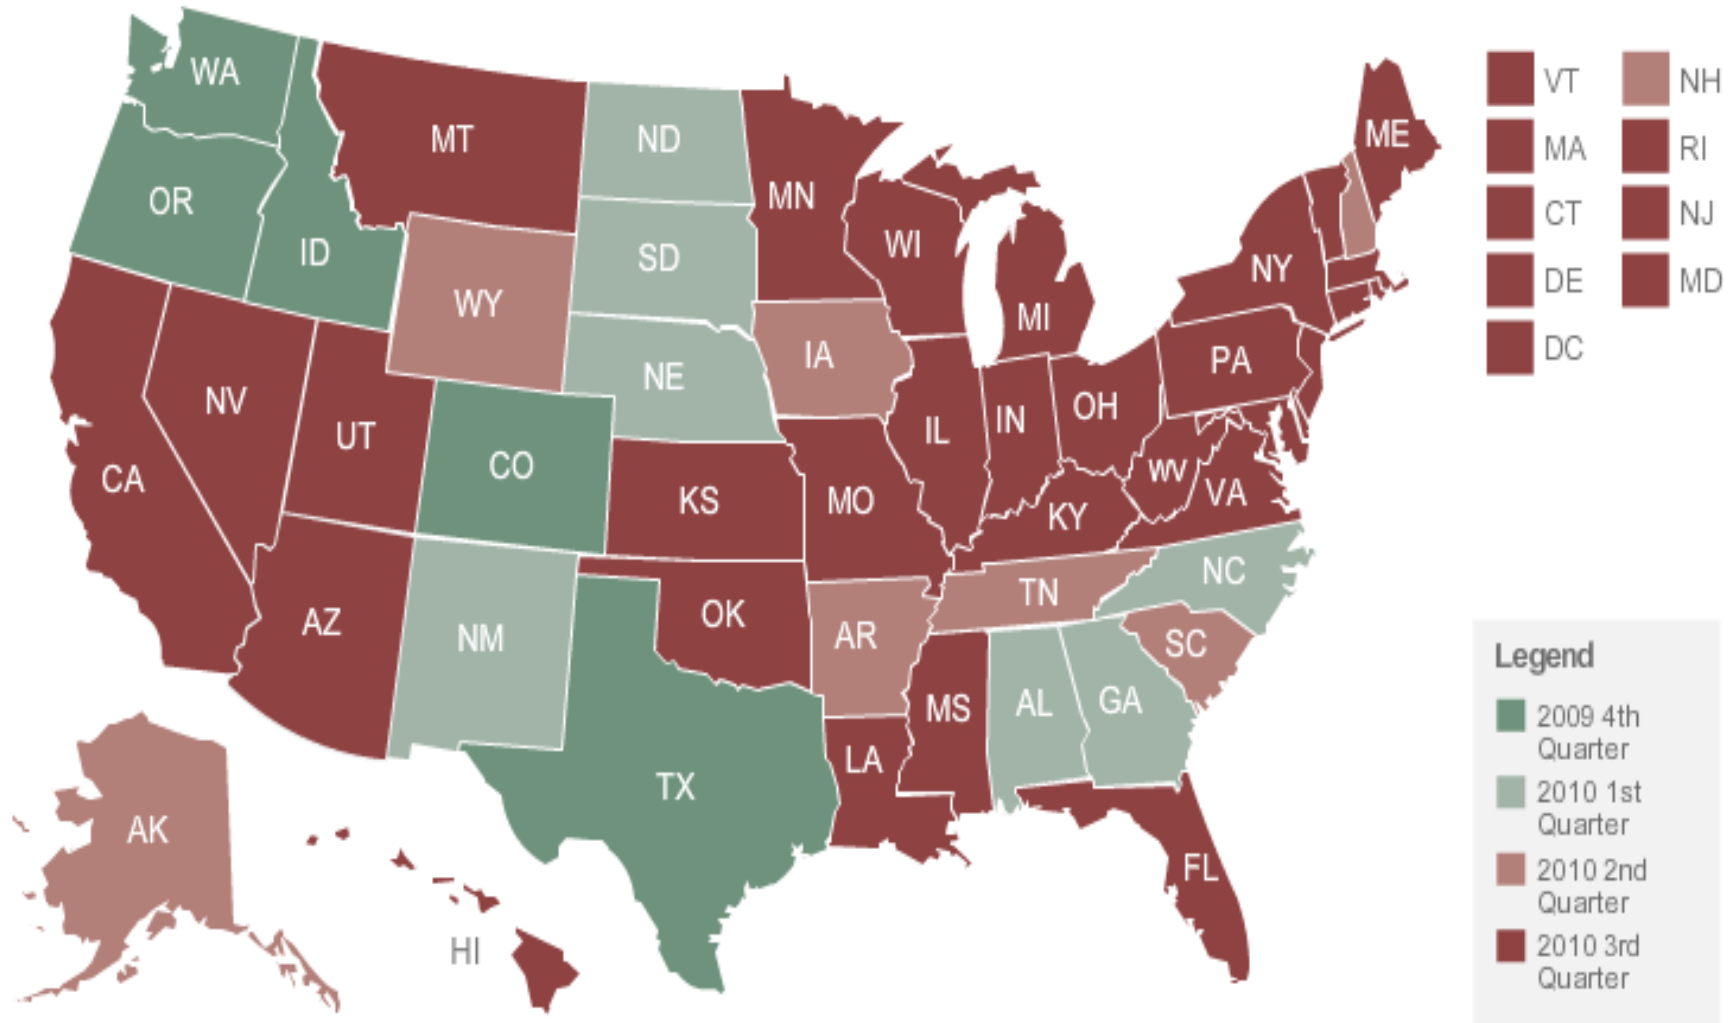 WA
MT
ND
MN
ME
VT
NH
MA
RI
CT
NJ
DE
MD
DC
OR
ID
SD
WI
NY
WY
MI
IA
PA
NE
NV
UT
CO
CA
KS
MO
IL
IN
OH
WV
VA
KY
NC
TN
AZ
NM
OK
AR
SC
MS
AL
GA
LA
TX
AK
FL
HI
Legend
2009 4th
Quarter
2010 1st
Quarter
2010 2nd
Quarter
2010 3rd
Quarter